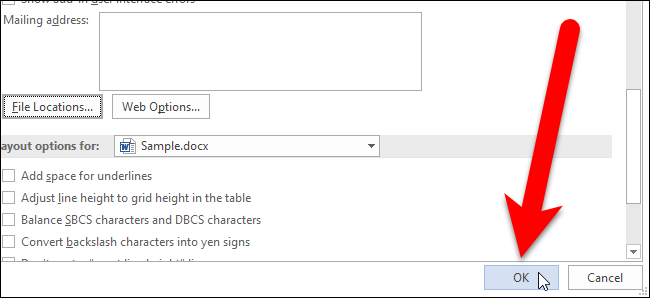 Show add-in user interface errors
Mailing address:
File Locations... Web Options...
ayout options for: Sample.docx
Add space for underlines
Adjust line height to grid height in the table
Balance SBCS characters and DBCS characters
Convert backslash characters into yen signs
OK Cancel